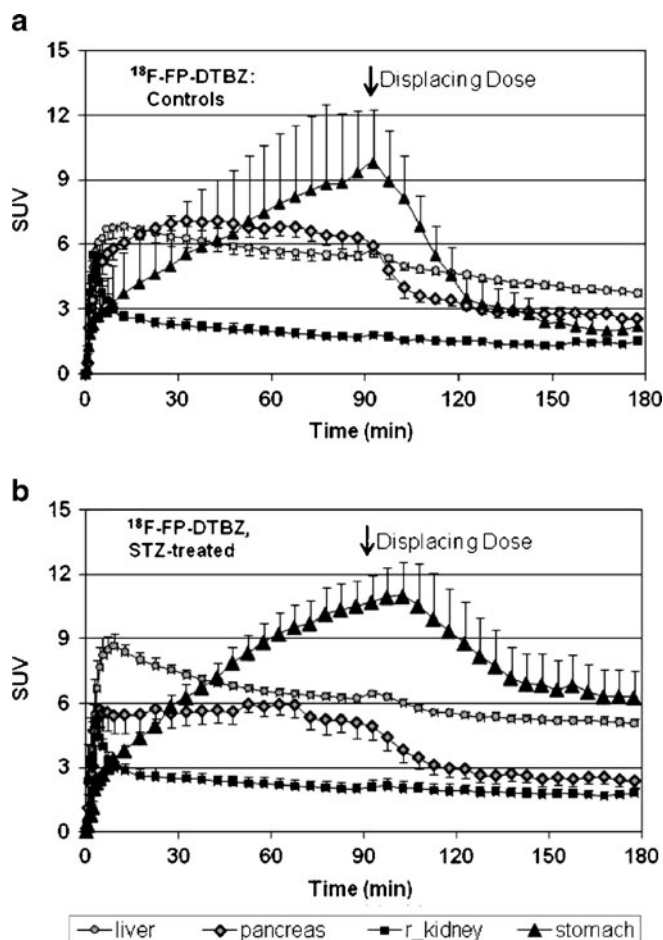 a
15
¹⁸F-FP-DTBZ:
Controls
Displacing Dose
12
9
SUV
6
3
0
0 30 60 90 120 150 180
Time (min)
b
15
¹⁸F-FP-DTBZ,
STZ-treated
Displacing Dose
12
9
SUV
6
3
0
0 30 60 90 120 150 180
Time (min)
liver pancreas r_kidney stomach